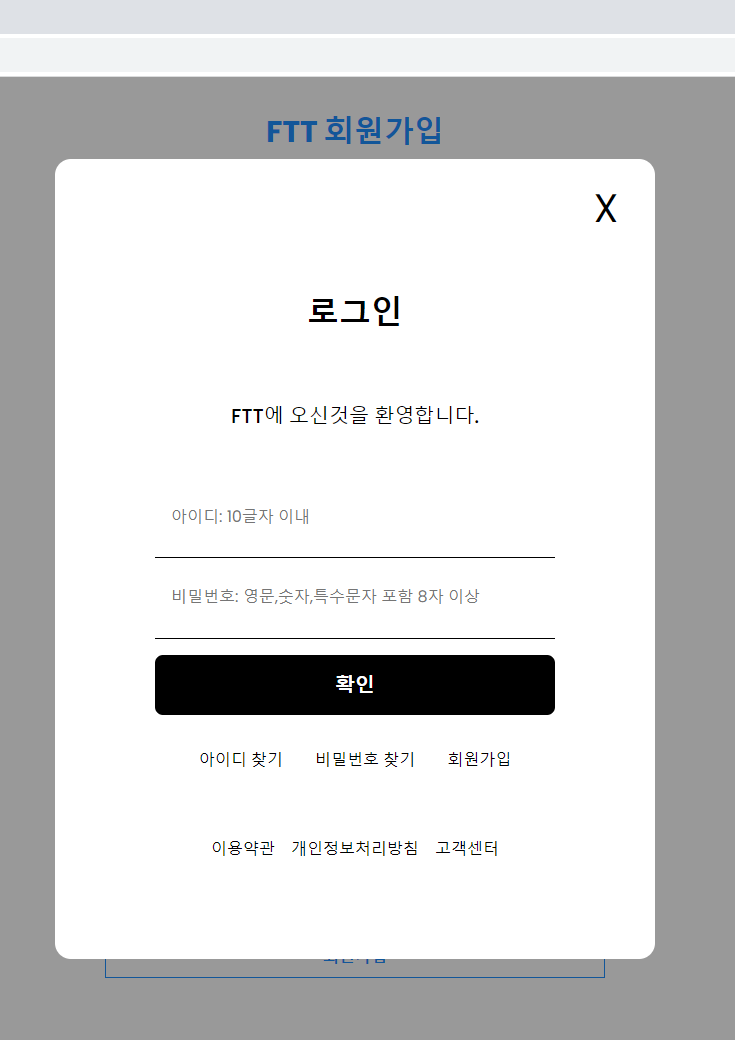 FTT 회원가입
X
로그인
FTT에 오신것을 환영합니다.
아이디: 10글자 이내
비밀번호: 영문,숫자,특수문자 포함 8자 이상
확인
아이디 찾기 비밀번호 찾기 회원가입
이용약관 개인정보처리방침 고객센터